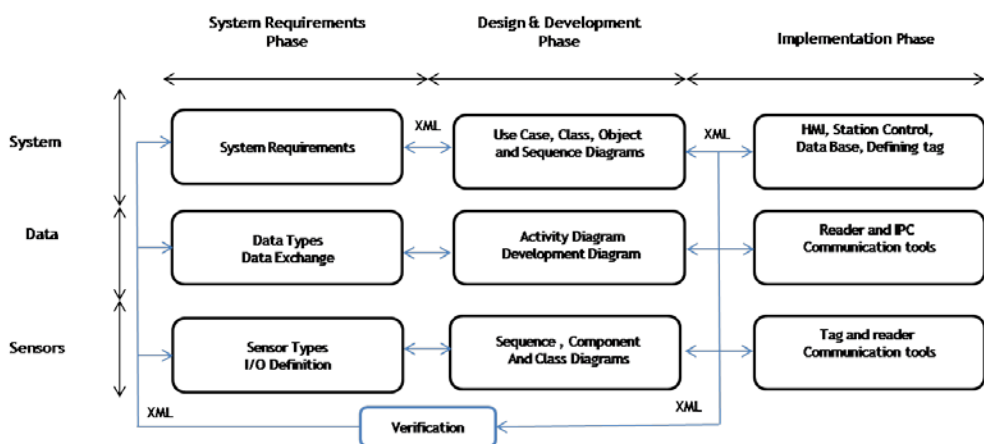 System Requirements
Phase
Design & Development
Phase
Implementation Phase
System
System Requirements
XML
Use Case, Class, Object
and Sequence Diagrams
XML
HMI, Station Control,
Data Base, Defining tag
Data
Data Types
Data Exchange
Activity Diagram
Development Diagram
Reader and IPC
Communication tools
Sensors
Sensor Types
I/O Definition
Sequence , Component
And Class Diagrams
Tag and reader
Communication tools
XML
Verification
XML